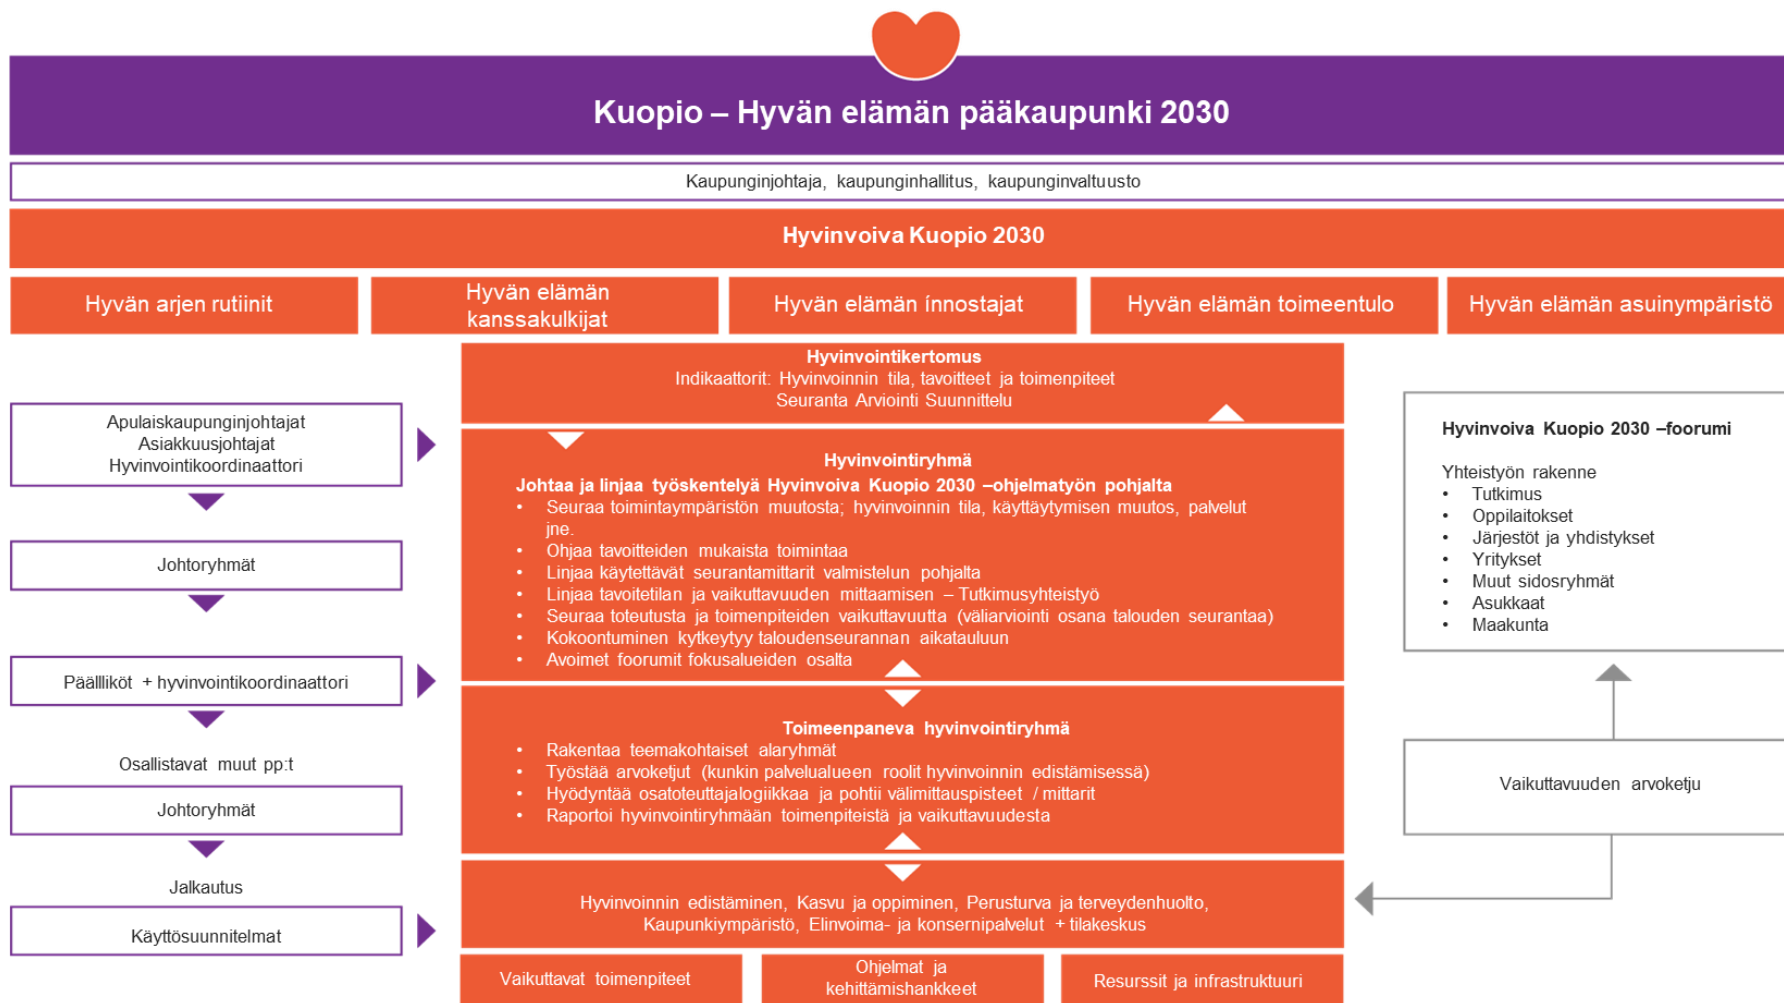 Kuopio – Hyvän elämän pääkaupunki 2030
Kaupunginjohtaja, kaupunginhallitus, kaupunginvaltuusto
Hyvinvoiva Kuopio 2030
Hyvän arjen rutiinit
Hyvän elämän
kanssakulkijat
Hyvän elämän ínnostajat
Hyvän elämän toimeentulo
Hyvän elämän asuinympäristö
Hyvinvointikertomus
Indikaattorit: Hyvinvoinnin tila, tavoitteet ja toimenpiteet
Seuranta Arviointi Suunnittelu
Apulaiskaupunginjohtajat
Asiakkuusjohtajat
Hyvinvointikoordinaattori
Johtoryhmät
Päällliköt + hyvinvointikoordinaattori
Osallistavat muut pp:t
Johtoryhmät
Jalkautus
Käyttösuunnitelmat
Hyvinvointiryhmä
Johtaa ja linjaa työskentelyä Hyvinvoiva Kuopio 2030 –ohjelmatyön pohjalta
• Seuraa toimintaympäristön muutosta; hyvinvoinnin tila, käyttäytymisen muutos, palvelut
jne.
• Ohjaa tavoitteiden mukaista toimintaa
• Linjaa käytettävät seurantamittarit valmistelun pohjalta
• Linjaa tavoitetilan ja vaikuttavuuden mittaamisen – Tutkimusyhteistyö
• Seuraa toteutusta ja toimenpiteiden vaikuttavuutta (väliarviointi osana talouden seurantaa)
• Kokoontuminen kytkeytyy taloudenseurannan aikatauluun
• Avoimet foorumit fokusalueiden osalta
Toimeenpaneva hyvinvointiryhmä
• Rakentaa teemakohtaiset alaryhmät
• Työstää arvoketjut (kunkin palvelualueen roolit hyvinvoinnin edistämisessä)
• Hyödyntää osatoteuttajalogiikkaa ja pohtii välimittauspisteet / mittarit
• Raportoi hyvinvointiryhmään toimenpiteistä ja vaikuttavuudesta
Hyvinvoinnin edistäminen, Kasvu ja oppiminen, Perusturva ja terveydenhuolto,
Kaupunkiympäristö, Elinvoima- ja konsernipalvelut + tilakeskus
Vaikuttavat toimenpiteet
Ohjelmat ja
kehittämishankkeet
Resurssit ja infrastruktuuri
Hyvinvoiva Kuopio 2030 –foorumi
Yhteistyön rakenne
• Tutkimus
• Oppilaitokset
• Järjestöt ja yhdistykset
• Yritykset
• Muut sidosryhmät
• Asukkaat
• Maakunta
Vaikuttavuuden arvoketju